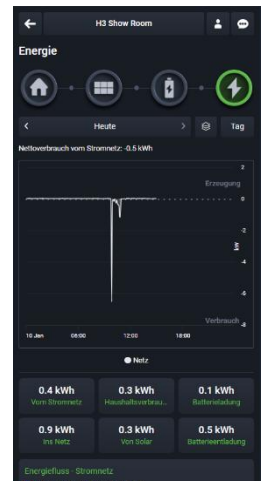 H3 Show Room
Energie
Heute
Tag
Nettoverbrauch vom Stromnetz: -0.5 kWh
2
Erzeugung
0
-2
kW
-4
-6
Verbrauch
-8
10 Jan 06:00 12:00 18:00
Netz
0.4 kWh 0.3 kWh 0.1 kWh
Vom Stromnetz Haushaltsverbrau... Batterieladung
0.9 kWh 0.3 kWh 0.5 kWh
Ins Netz Von Solar Batterieentladung
Energiefluss - Stromnetz